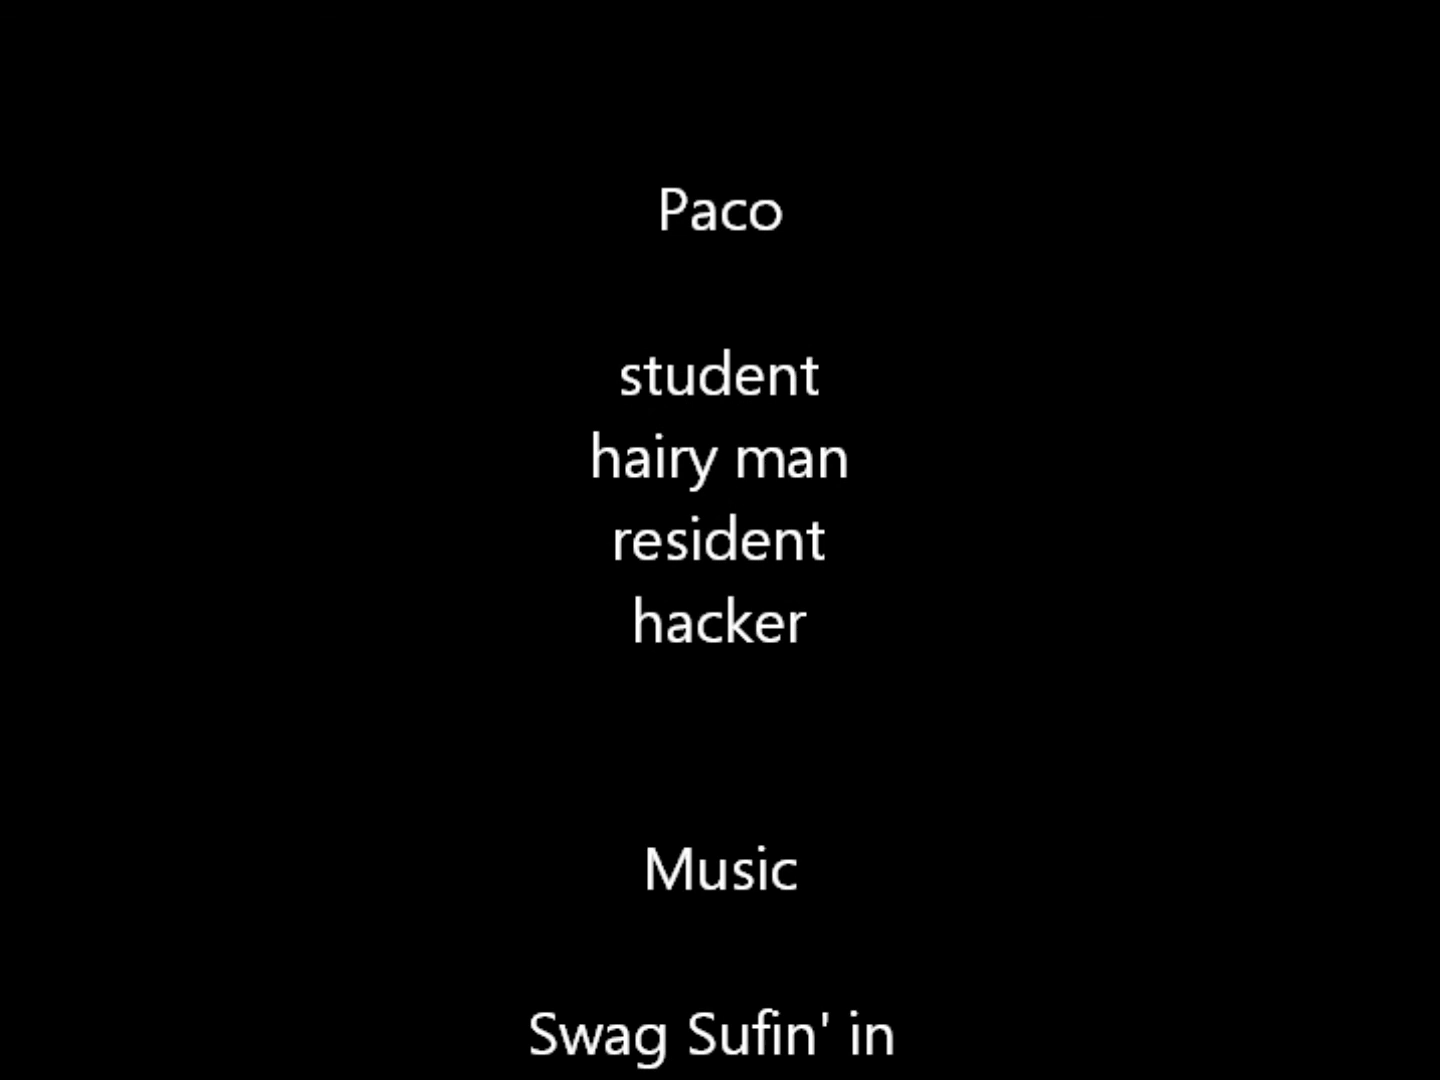 Paco
student
hairy man
resident
hacker
Music
Swag Sufin' in